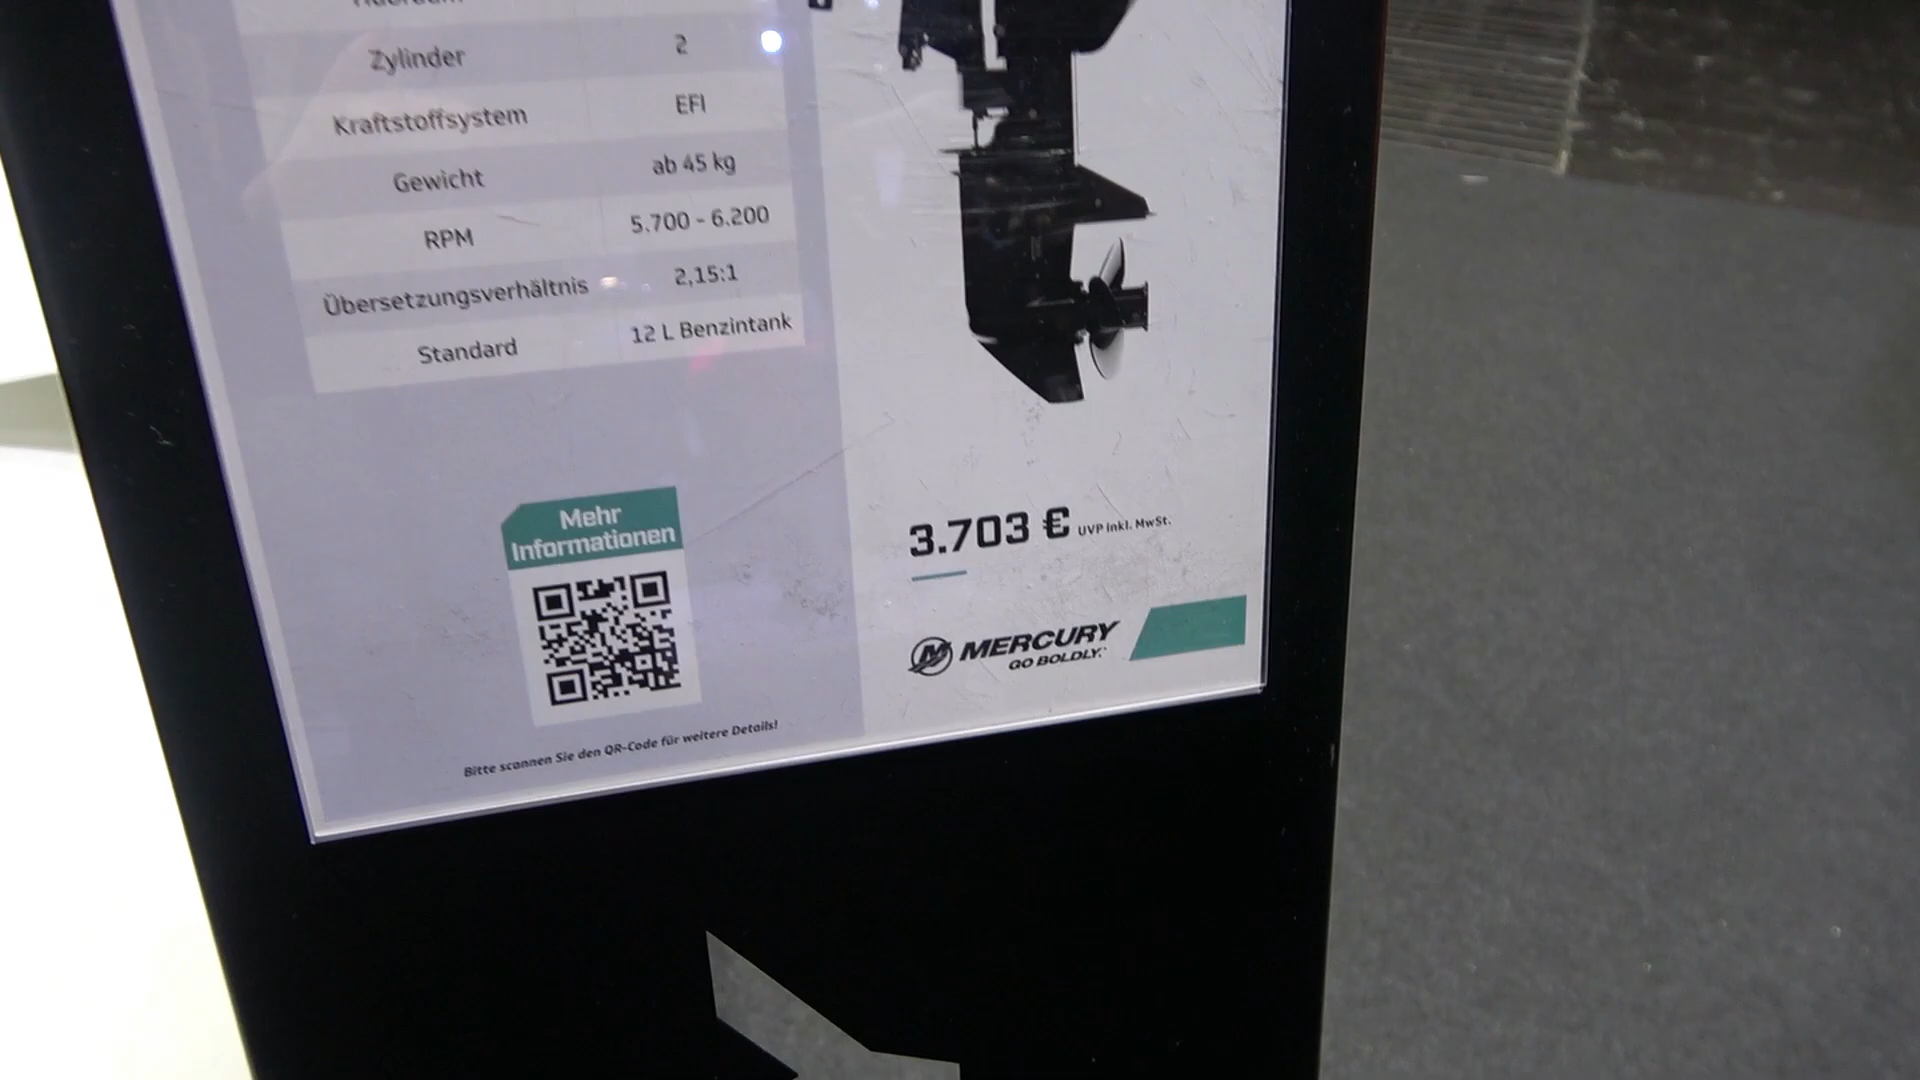 Zylinder 2
Kraftstoffsystem EFI
Gewicht ab 45 kg
RPM 5.700 - 6.200
Übersetzungsverhältnis 2,15:1
Standard 12 L Benzintank
Mehr
Informationen
Bitte scannen Sie den QR-Code für weitere Details!
3.703 € UVP inkl. MwSt.
MERCURY
GO BOLDLY.